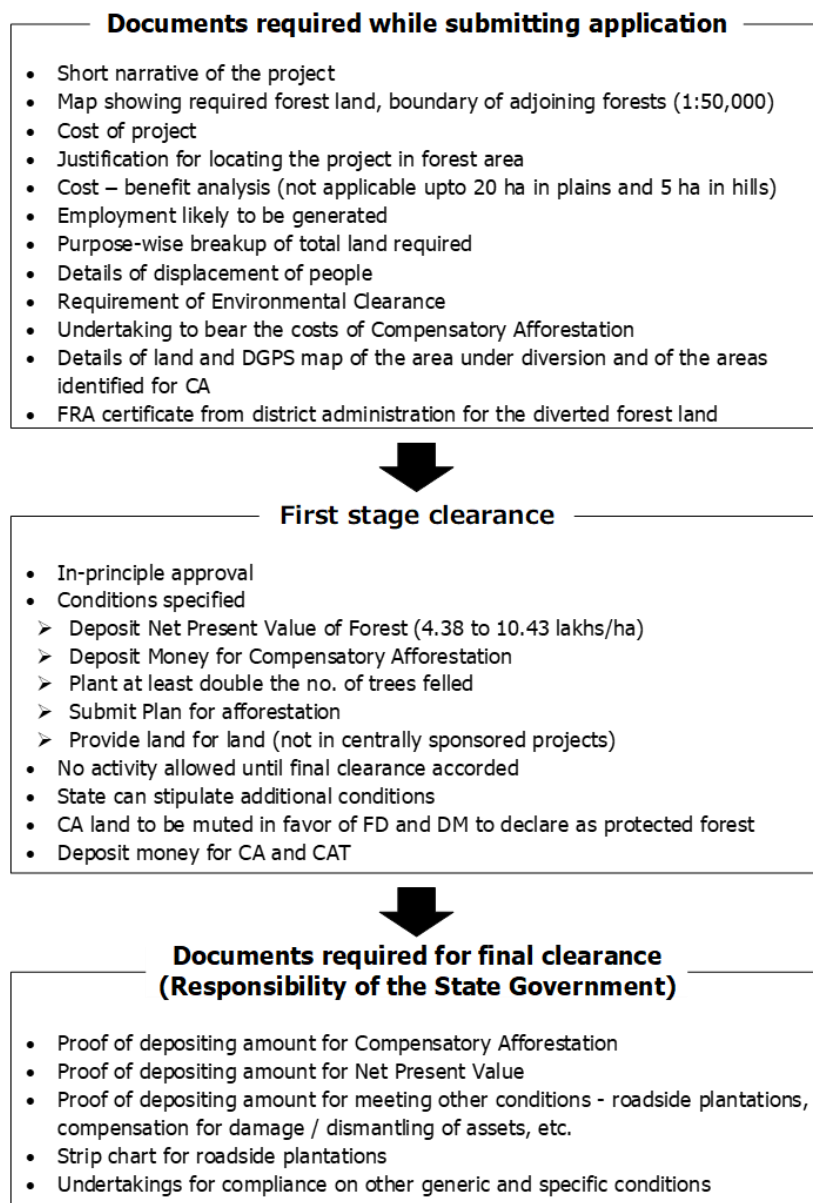 Documents required while submitting application
• Short narrative of the project
• Map showing required forest land, boundary of adjoining forests (1:50,000)
• Cost of project
• Justification for locating the project in forest area
• Cost – benefit analysis (not applicable upto 20 ha in plains and 5 ha in hills)
• Employment likely to be generated
• Purpose-wise breakup of total land required
• Details of displacement of people
• Requirement of Environmental Clearance
• Undertaking to bear the costs of Compensatory Afforestation
• Details of land and DGPS map of the area under diversion and of the areas
identified for CA
• FRA certificate from district administration for the diverted forest land
First stage clearance
• In-principle approval
• Conditions specified
➢ Deposit Net Present Value of Forest (4.38 to 10.43 lakhs/ha)
➢ Deposit Money for Compensatory Afforestation
➢ Plant at least double the no. of trees felled
➢ Submit Plan for afforestation
➢ Provide land for land (not in centrally sponsored projects)
• No activity allowed until final clearance accorded
• State can stipulate additional conditions
• CA land to be muted in favor of FD and DM to declare as protected forest
• Deposit money for CA and CAT
Documents required for final clearance
(Responsibility of the State Government)
• Proof of depositing amount for Compensatory Afforestation
• Proof of depositing amount for Net Present Value
• Proof of depositing amount for meeting other conditions - roadside plantations,
compensation for damage / dismantling of assets, etc.
• Strip chart for roadside plantations
• Undertakings for compliance on other generic and specific conditions